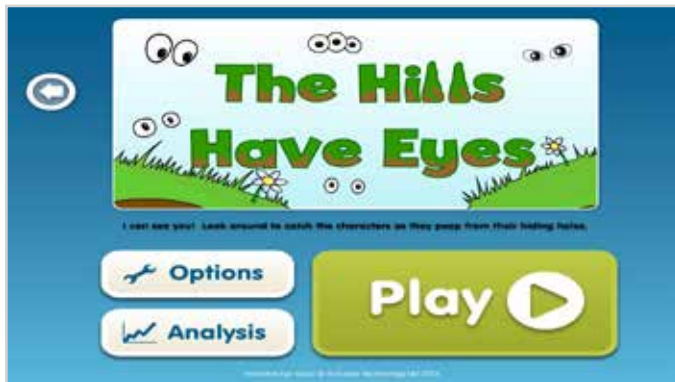 The Hills
Have Eyes
I can see you! Look around to catch the characters as they peep from their hiding holes.
Options
Play
Analysis